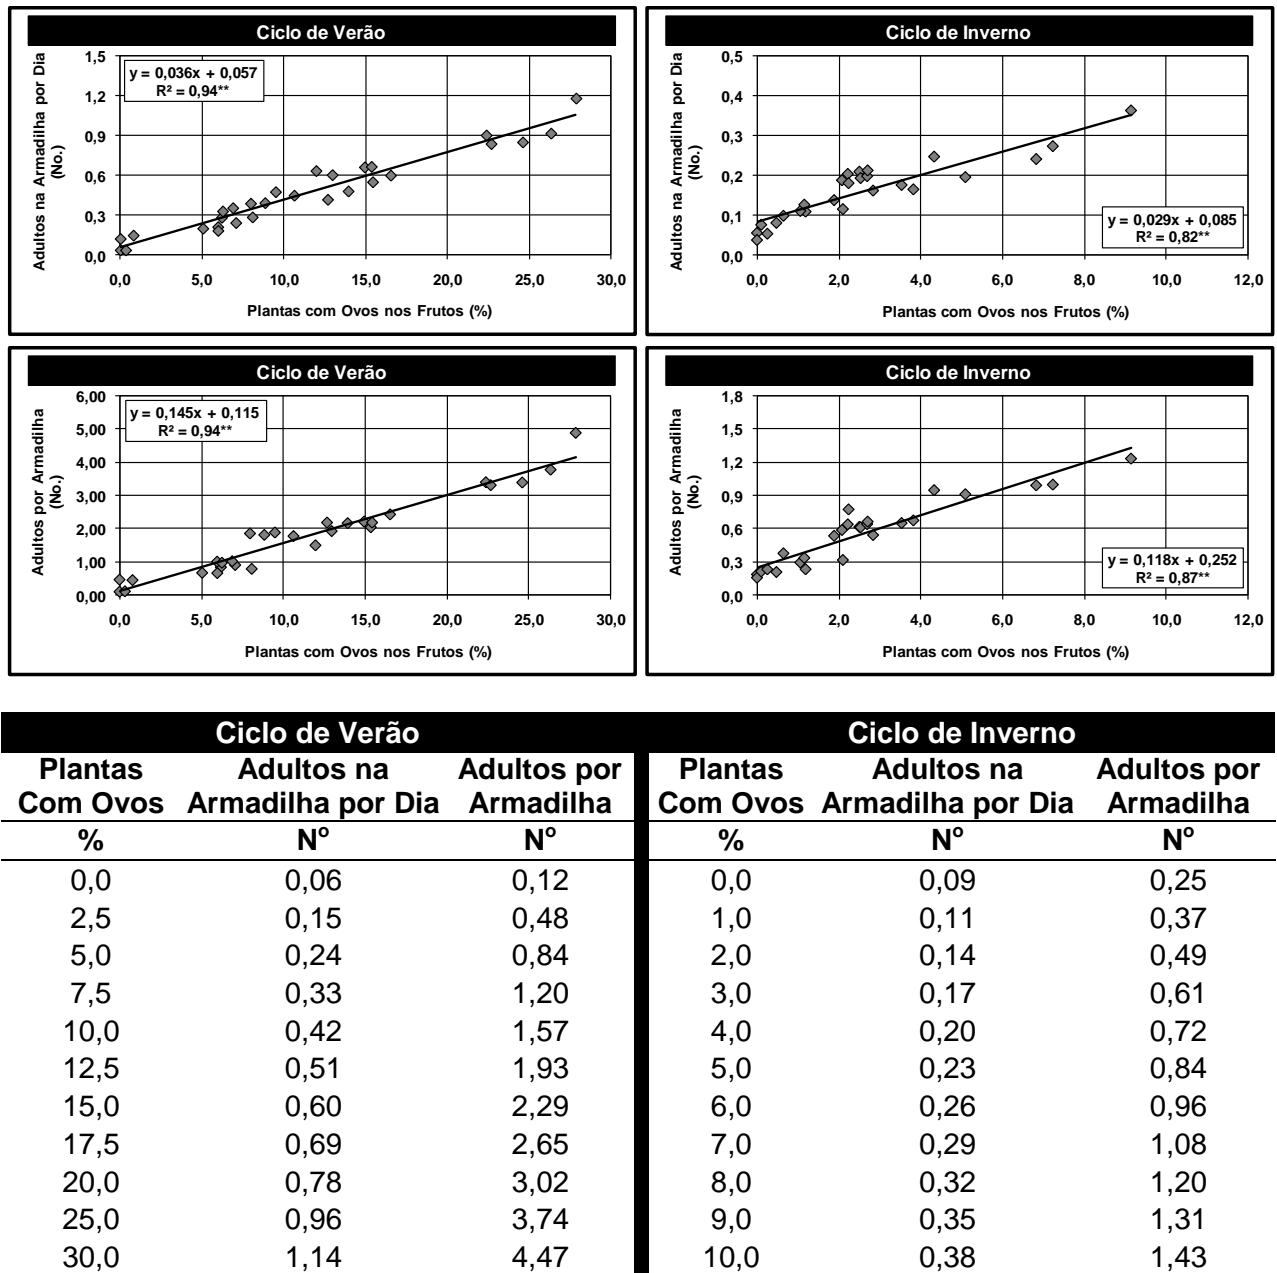 Ciclo de Verão
Adultos na Armadilha por Dia
(No.)
1,5
1,2
0,9
0,6
0,3
0,0
y = 0,036x + 0,057
R² = 0,94**
0,0 5,0 10,0 15,0 20,0 25,0 30,0
Plantas com Ovos nos Frutos (%)
Ciclo de Inverno
Adultos na Armadilha por Dia
(No.)
0,5
0,4
0,3
0,2
0,1
0,0
y = 0,029x + 0,085
R² = 0,82**
0,0 2,0 4,0 6,0 8,0 10,0 12,0
Plantas com Ovos nos Frutos (%)
Ciclo de Verão
Adultos por Armadilha
(No.)
6,00
5,00
4,00
3,00
2,00
1,00
0,00
y = 0,145x + 0,115
R² = 0,94**
0,0 5,0 10,0 15,0 20,0 25,0 30,0
Plantas com Ovos nos Frutos (%)
Ciclo de Inverno
Adultos por Armadilha
(No.)
1,8
1,5
1,2
0,9
0,6
0,3
0,0
y = 0,118x + 0,252
R² = 0,87**
0,0 2,0 4,0 6,0 8,0 10,0 12,0
Plantas com Ovos nos Frutos (%)
Ciclo de Verão Ciclo de Inverno
Plantas Adultos na Adultos por Plantas Adultos na Adultos por
Com Ovos Armadilha por Dia Armadilha Com Ovos Armadilha por Dia Armadilha
% Nº Nº % Nº Nº
0,0 0,06 0,12 0,0 0,09 0,25
2,5 0,15 0,48 1,0 0,11 0,37
5,0 0,24 0,84 2,0 0,14 0,49
7,5 0,33 1,20 3,0 0,17 0,61
10,0 0,42 1,57 4,0 0,20 0,72
12,5 0,51 1,93 5,0 0,23 0,84
15,0 0,60 2,29 6,0 0,26 0,96
17,5 0,69 2,65 7,0 0,29 1,08
20,0 0,78 3,02 8,0 0,32 1,20
25,0 0,96 3,74 9,0 0,35 1,31
30,0 1,14 4,47 10,0 0,38 1,43